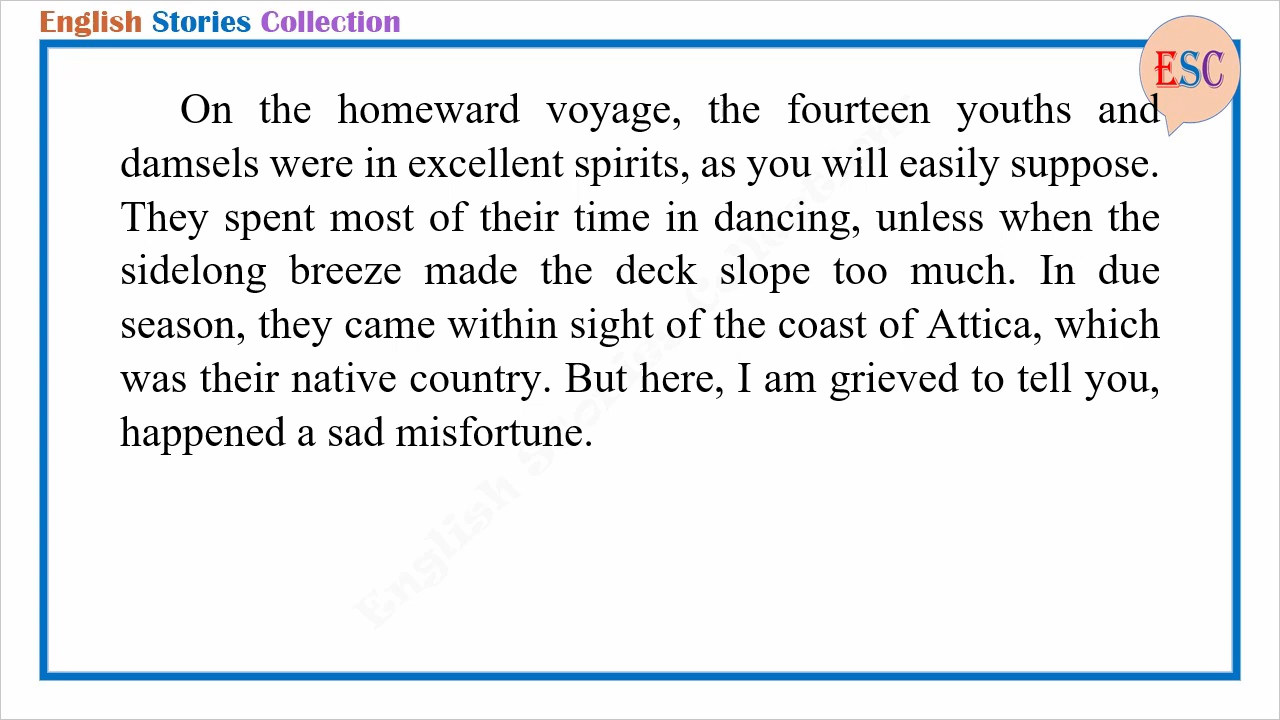 English Stories Collection
ESC
On the homeward voyage, the fourteen youths and
damsels were in excellent spirits, as you will easily suppose.
They spent most of their time in dancing, unless when the
sidelong breeze made the deck slope too much. In due
season, they came within sight of the coast of Attica, which
was their native country. But here, I am grieved to tell you,
happened a sad misfortune.
English Stories Collection